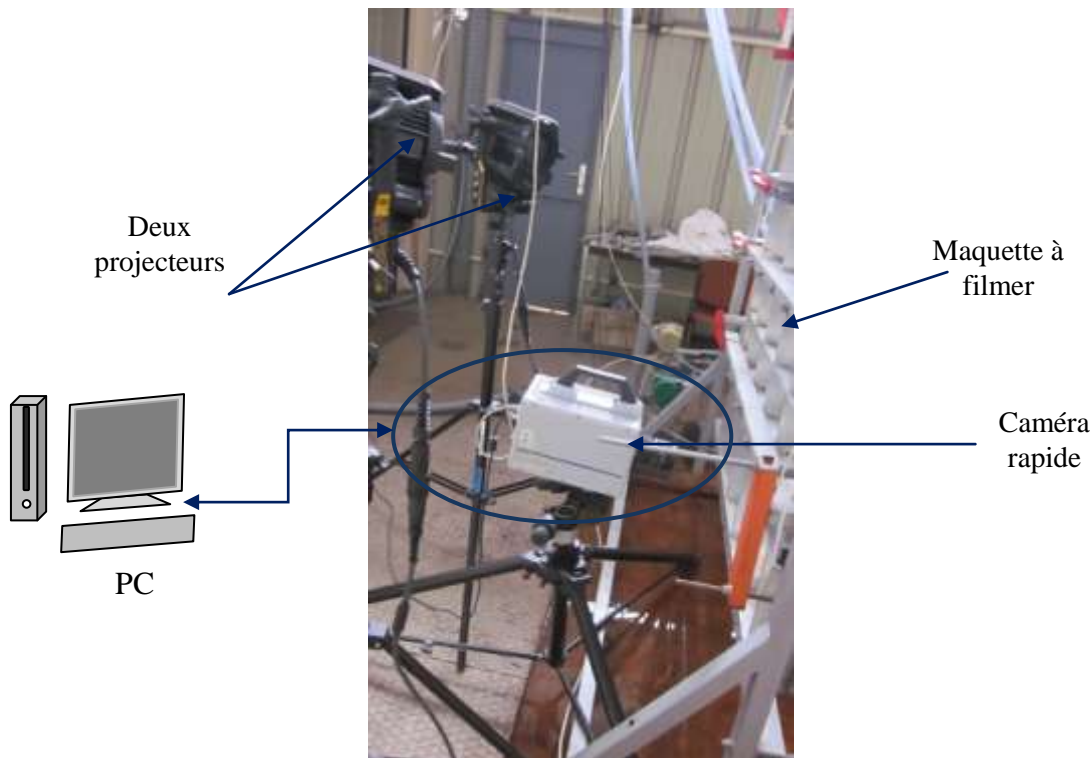 Deux
projecteurs
Maquette à
filmer
Caméra
rapide
PC